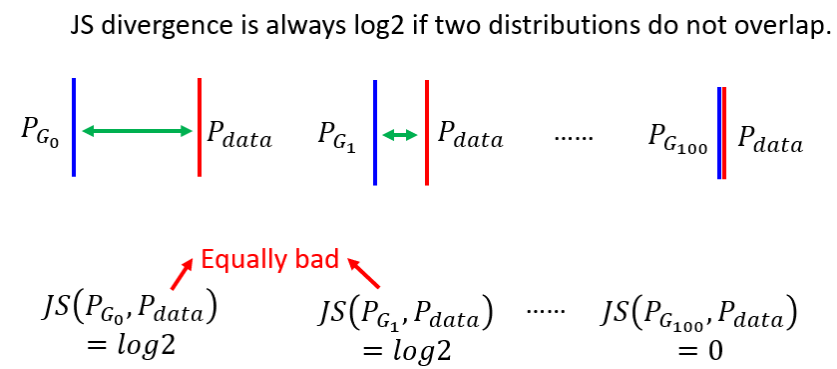 JS divergence is always log2 if two distributions do not overlap.
P_{G_0} P_{data} P_{G_1} P_{data} ...... P_{G_{100}} P_{data}
Equally bad
JS(P_{G_0}, P_{data}) JS(P_{G_1}, P_{data}) ...... JS(P_{G_{100}}, P_{data})
= log2 = log2 = 0